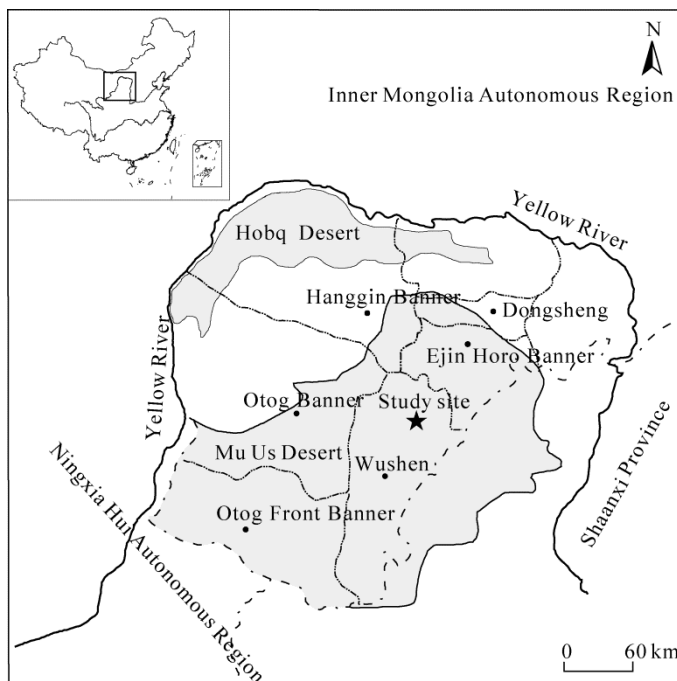 N
Inner Mongolia Autonomous Region
Yellow River
Hobq Desert
Hanggin Banner
Dongsheng
Ejin Horo Banner
Yellow River
Otog Banner
Study site
Mu Us Desert
Wushen
Otog Front Banner
Shaanxi Province
Ningxia Hui Autonomous Region
0 60 km